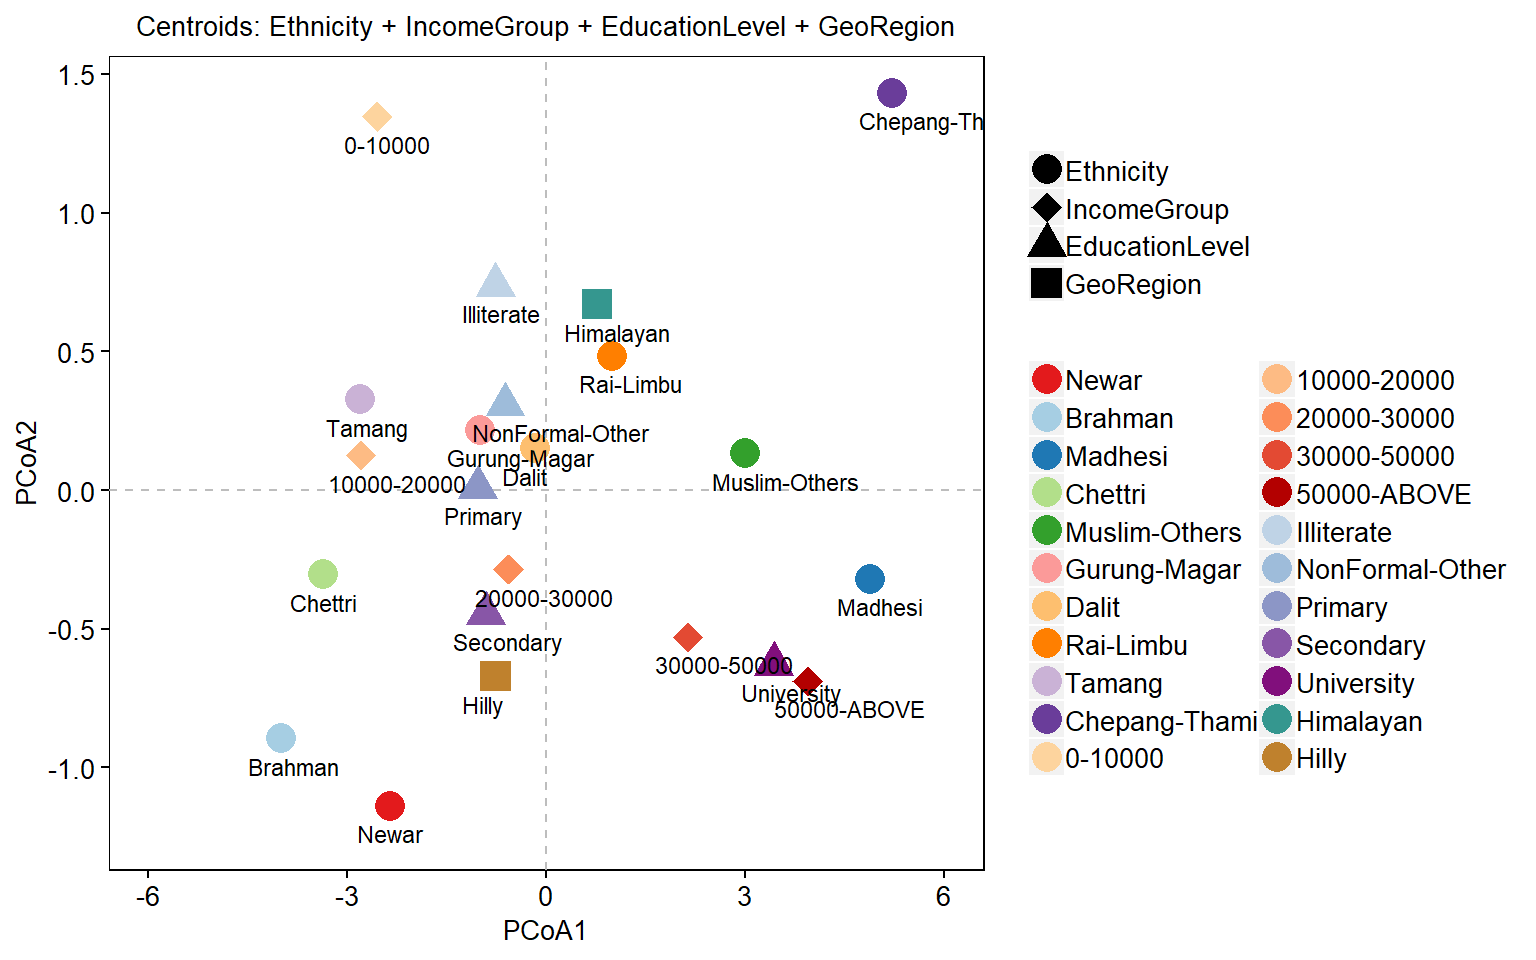 Centroids: Ethnicity + IncomeGroup + EducationLevel + GeoRegion
PCoA2
1.5
1.0
0.5
0.0
-0.5
-1.0
Chepang-Th
0-10000
Illiterate
Himalayan
Rai-Limbu
Tamang
NonFormal-Other
Gurung-Magar
Dalit
10000-20000
Muslim-Others
Primary
Chettri
20000-30000
Madhesi
Secondary
30000-50000
University
50000-ABOVE
Hilly
Brahman
Newar
-6
-3
0
3
6
PCoA1
Ethnicity
IncomeGroup
EducationLevel
GeoRegion
Newar
Brahman
Madhesi
Chettri
Muslim-Others
Gurung-Magar
Dalit
Rai-Limbu
Tamang
Chepang-Thami
0-10000
10000-20000
20000-30000
30000-50000
50000-ABOVE
Illiterate
NonFormal-Other
Primary
Secondary
University
Himalayan
Hilly